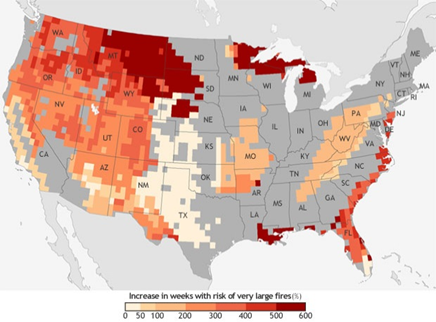 WA
MT
ND
ME
OR
ID
MN
VT
NH
NY
MA
SD
WI
MI
CT
RI
WY
IA
PA
NJ
NV
NE
OH
MD
DE
UT
CO
IL
IN
WV
VA
CA
KS
MO
KY
NC
AZ
NM
OK
TN
AR
SC
MS
AL
GA
TX
LA
FL
Increase in weeks with risk of very large fires(%)
0 50 100 200 300 400 500 600